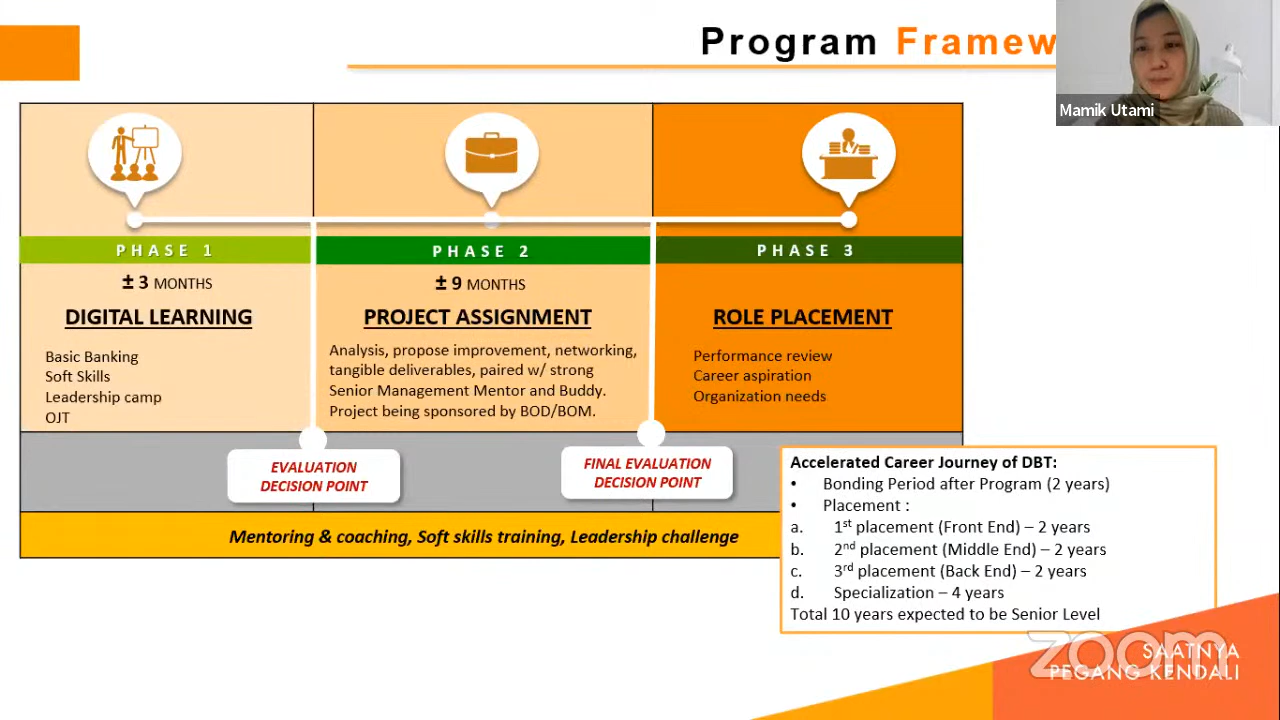 Program Framew
Mamik Utami
PHASE 1
± 3 MONTHS
DIGITAL LEARNING
Basic Banking
Soft Skills
Leadership camp
OJT
PHASE 2
± 9 MONTHS
PROJECT ASSIGNMENT
Analysis, propose improvement, networking,
tangible deliverables, paired w/ strong
Senior Management Mentor and Buddy.
Project being sponsored by BOD/BOM.
PHASE 3
ROLE PLACEMENT
Performance review
Career aspiration
Organization needs
EVALUATION
DECISION POINT
FINAL EVALUATION
DECISION POINT
Mentoring & coaching, Soft skills training, Leadership challenge
Accelerated Career Journey of DBT:
• Bonding Period after Program (2 years)
• Placement :
a. 1st placement (Front End) – 2 years
b. 2nd placement (Middle End) – 2 years
c. 3rd placement (Back End) – 2 years
d. Specialization – 4 years
Total 10 years expected to be Senior Level
zoom
SAATNYA
PEGANG KENDALI